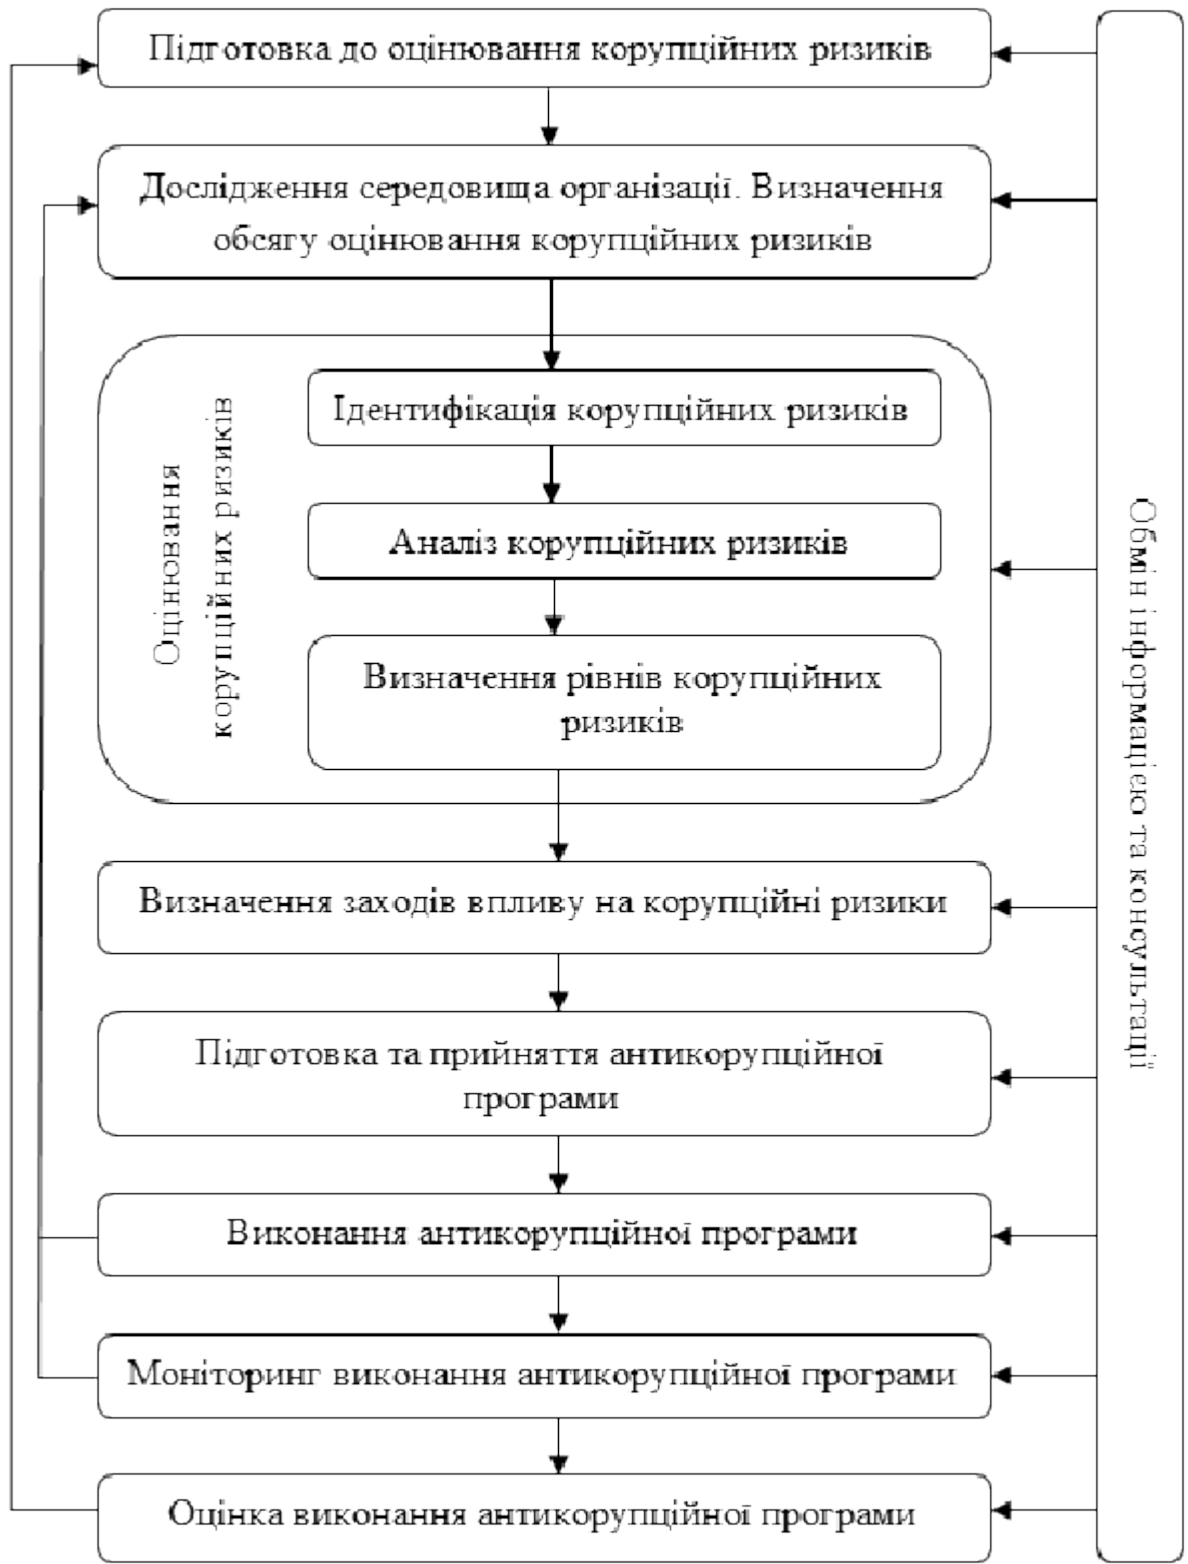 Підготовка до оцінювання корупційних ризиків
Дослідження середовища організації. Визначення
обсягу оцінювання корупційних ризиків
Оцінювання
корупційних ризиків
Ідентифікація корупційних ризиків
Аналіз корупційних ризиків
Визначення рівнів корупційних
ризиків
Визначення заходів впливу на корупційні ризики
Підготовка та прийняття антикорупційної
програми
Виконання антикорупційної програми
Моніторинг виконання антикорупційної програми
Оцінка виконання антикорупційної програми
Обмін інформацією та консультації